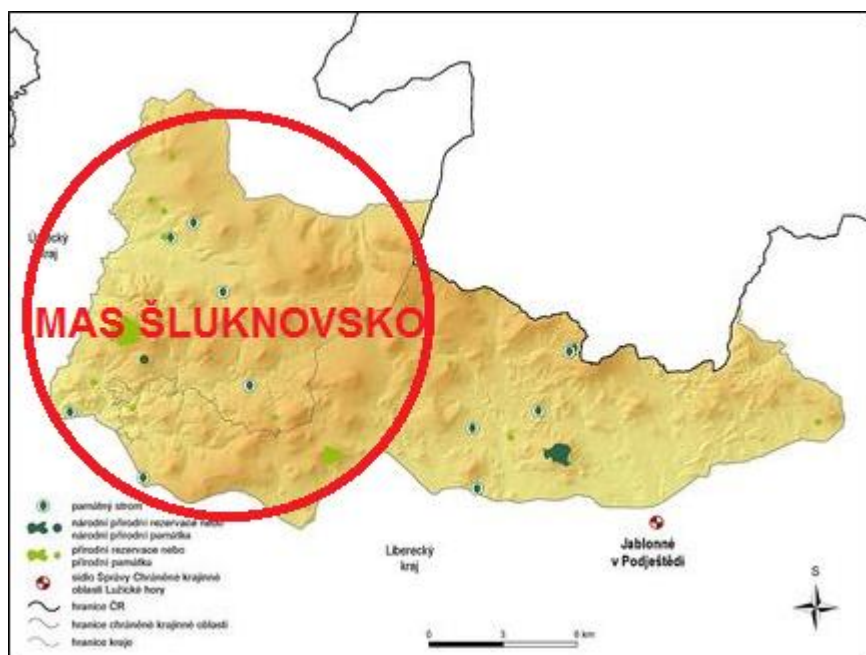 Ústecký
kraj
MAS ŠLUKNOVSKO
památný strom
národní přírodní rezervace nebo
národní přírodní památka
přírodní rezervace nebo
přírodní památka
sídlo Správy Chráněné krajinné
oblasti Lužické hory
hranice ČR
hranice chráněné krajinné oblasti
hranice kraje
Liberecký
kraj
Jablonné
v Podještědí
S
0 3 6 km